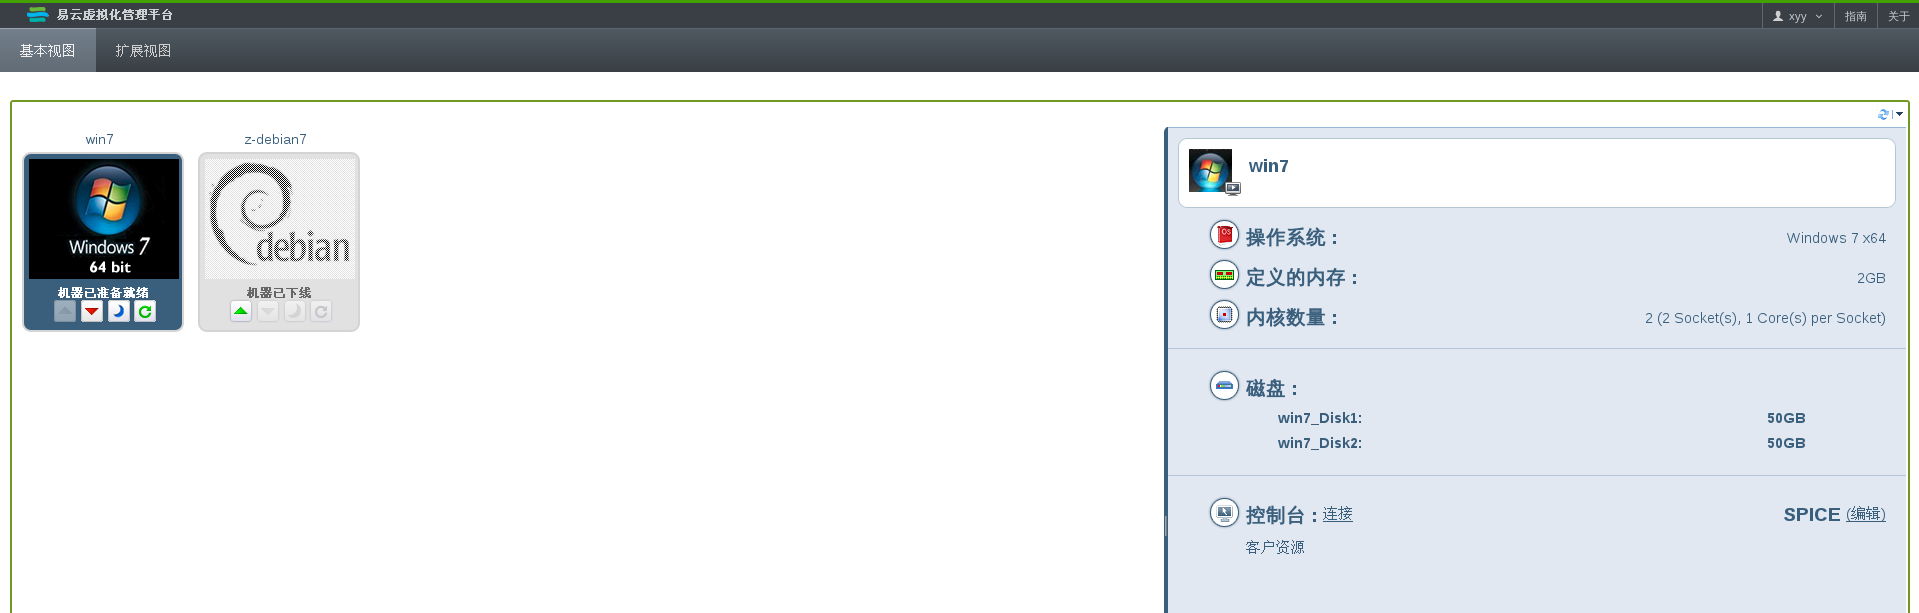 易云虚拟化管理平台
xyy
指南
关于
基本视图
扩展视图
win7
z-debian7
Windows 7
64 bit
机器已准备就绪
debian
机器已下线
win7
OS
操作系统：
Windows 7 x64
定义的内存：
2GB
内核数量：
2 (2 Socket(s), 1 Core(s) per Socket)
磁盘：
win7_Disk1:
50GB
win7_Disk2:
50GB
控制台：连接
SPICE (编辑)
客户资源